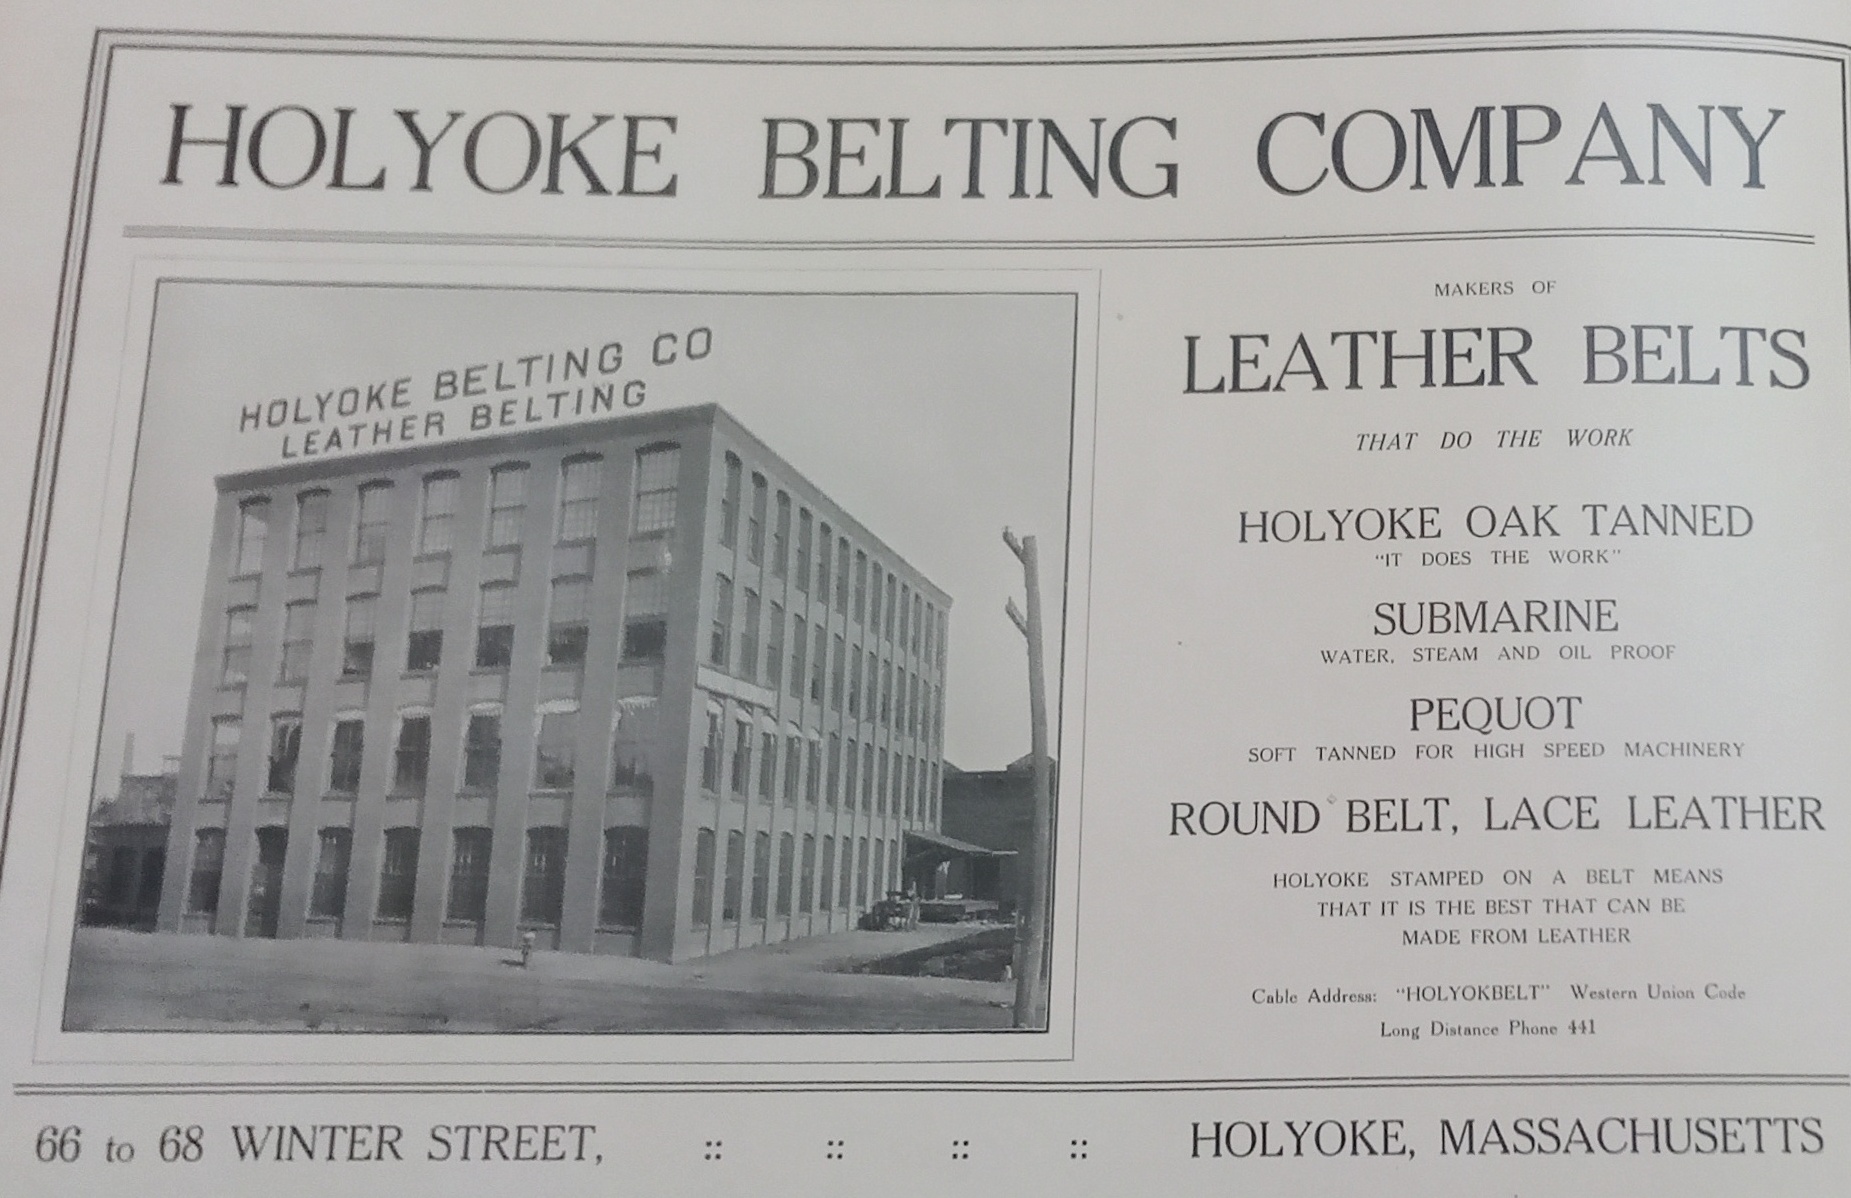 HOLYOKE BELTING COMPANY
HOLYOKE BELTING CO
LEATHER BELTING
MAKERS OF
LEATHER BELTS
THAT DO THE WORK
HOLYOKE OAK TANNED
"IT DOES THE WORK"
SUBMARINE
WATER, STEAM AND OIL PROOF
PEQUOT
SOFT TANNED FOR HIGH SPEED MACHINERY
ROUND BELT, LACE LEATHER
HOLYOKE STAMPED ON A BELT MEANS
THAT IT IS THE BEST THAT CAN BE
MADE FROM LEATHER
Cable Address: "HOLYOKBELT" Western Union Code
Long Distance Phone 441
66 to 68 WINTER STREET, :: :: :: :: HOLYOKE, MASSACHUSETTS